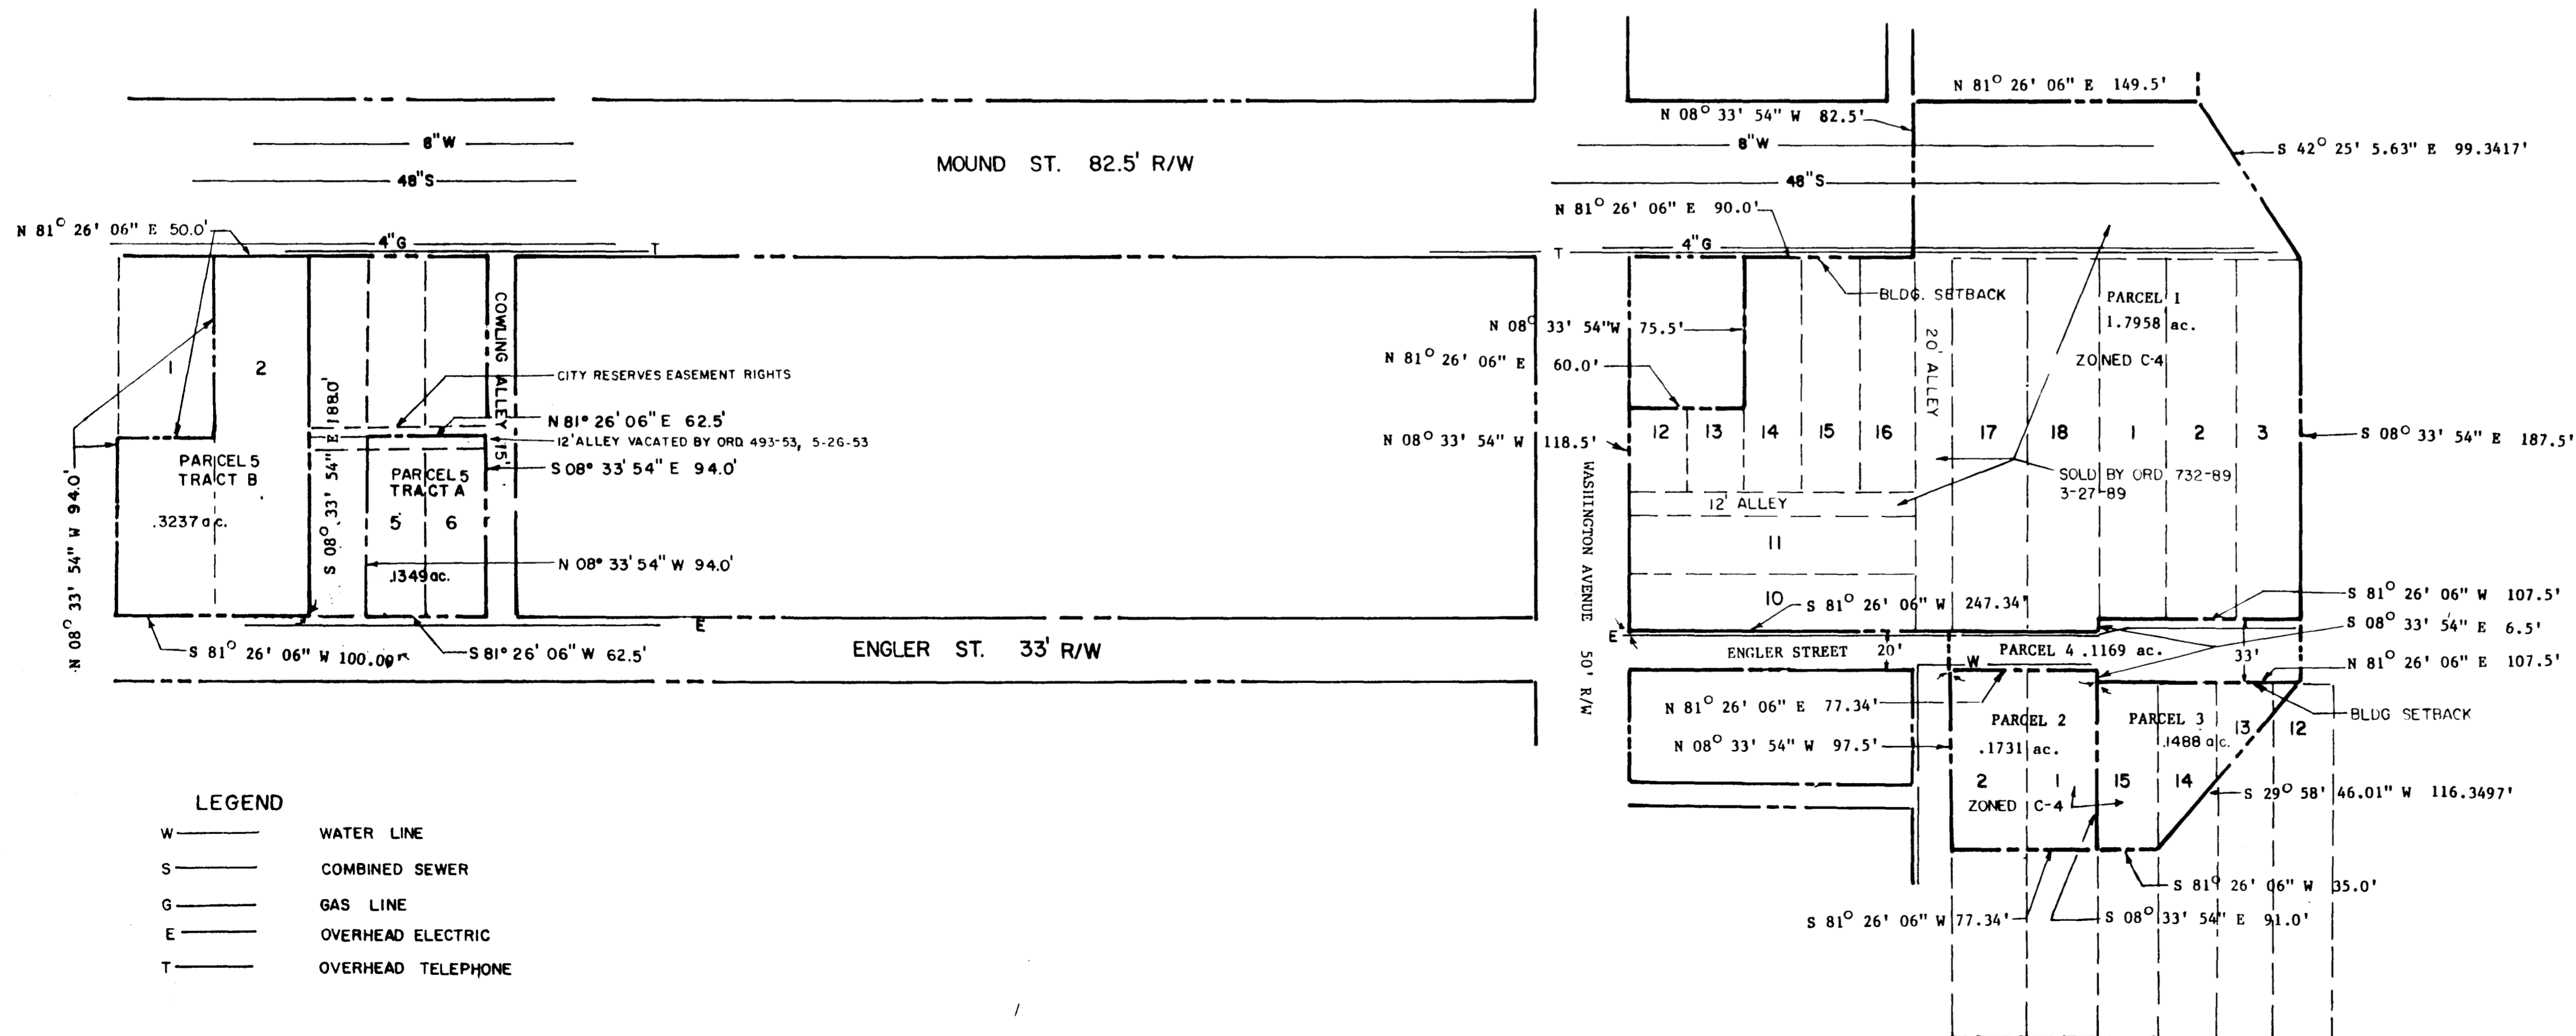 N 81° 26' 06" E 149.5'
N 08° 33' 54" W 82.5'
8"W
8"W
S 42° 25' 5.63" E 99.3417'
MOUND ST. 82.5' R/W
48"S
48"S
N 81° 26' 06" E 90.0'
N 81° 26' 06" E 50.0'
4"G
T
T
4"G
BLDG. SETBACK
PARCEL 1
1.7958 ac.
ZONED C-4
N 08° 33' 54"W 75.5'
N 81° 26' 06" E 60.0'
20' ALLEY
COWLING ALLEY 15'
1
2
CITY RESERVES EASEMENT RIGHTS
N 81° 26' 06" E 62.5'
12' ALLEY VACATED BY ORD. 493-53, 5-26-53
S 08° 33' 54" E 94.0'
S 08° 33' 54" E 188.0'
N 08° 33' 54" W 118.5'
12
13
14
15
16
17
18
1
2
3
S 08° 33' 54" E 187.5'
PARCEL 5
TRACT B
.3237 ac.
PARCEL 5
TRACT A
5
6
.1349 ac.
N 08° 33' 54" W 94.0'
N 08° 33' 54" W 94.0'
SOLD BY ORD 732-89
3-27-89
12' ALLEY
11
10
WASHINGTON AVENUE 50' R/W
S 81° 26' 06" W 247.34'
S 81° 26' 06" W 107.5'
S 08° 33' 54" E 6.5'
N 81° 26' 06" E 107.5'
E
E
S 81° 26' 06" W 100.00'
S 81° 26' 06" W 62.5'
ENGLER ST. 33' R/W
ENGLER STREET 20'
W
PARCEL 4 .1169 ac.
33'
N 81° 26' 06" E 77.34'
N 08° 33' 54" W 97.5'
PARCEL 2
.1731 ac.
2
1
ZONED C-4
PARCEL 3
.1488 ac.
15
14
13
12
BLDG SETBACK
S 29° 58' 46.01" W 116.3497'
S 81° 26' 06" W 35.0'
S 81° 26' 06" W 77.34'
S 08° 33' 54" E 91.0'
LEGEND
W WATER LINE
S COMBINED SEWER
G GAS LINE
E OVERHEAD ELECTRIC
T OVERHEAD TELEPHONE